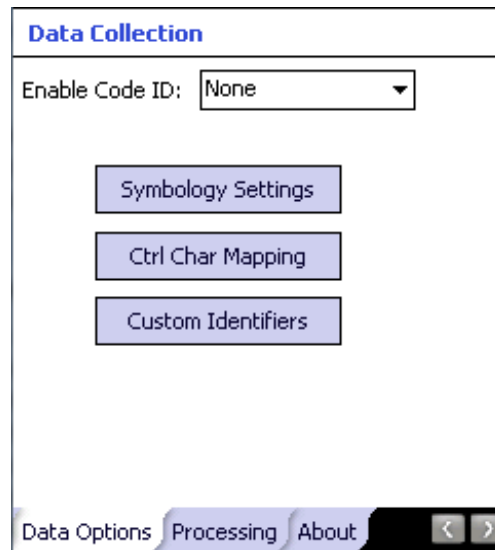 Data Collection
Enable Code ID: None
Symbology Settings
Ctrl Char Mapping
Custom Identifiers
Data Options Processing About